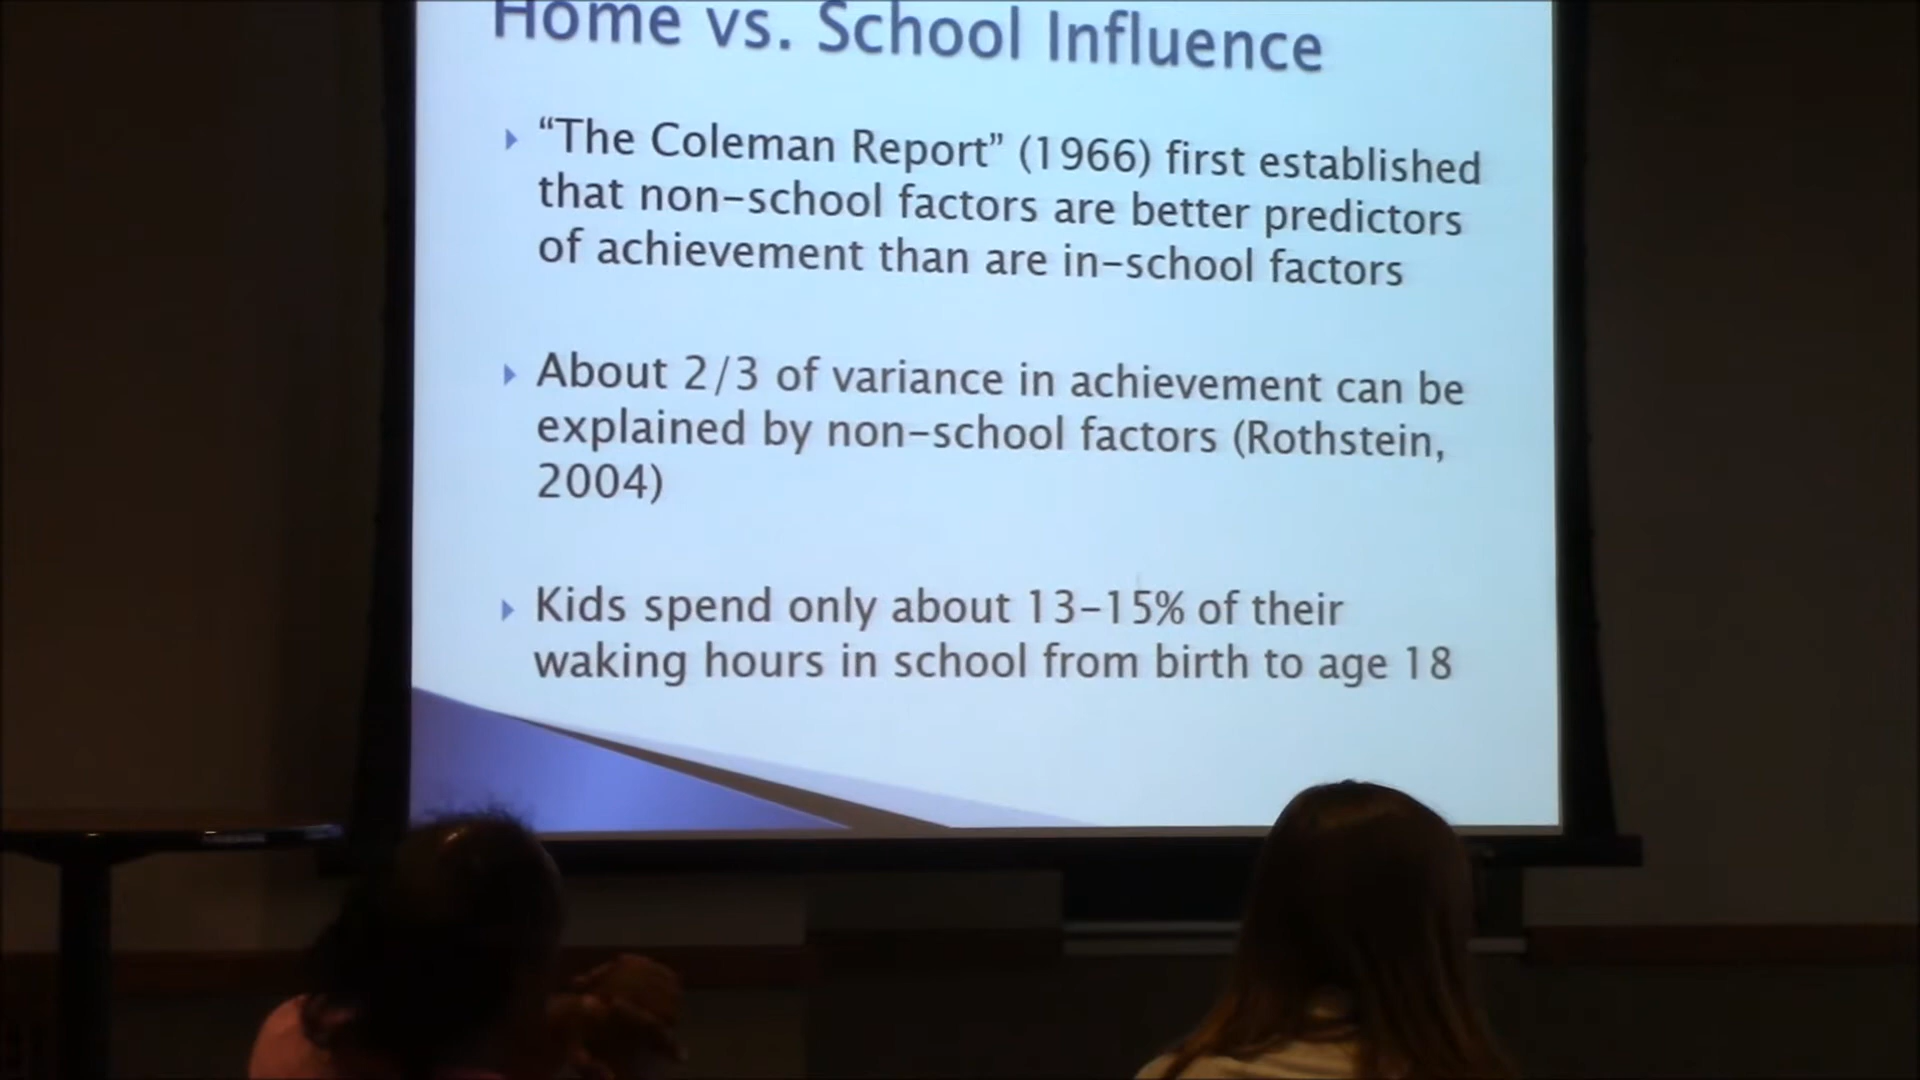 Home vs. School Influence
“The Coleman Report” (1966) first established
that non-school factors are better predictors
of achievement than are in-school factors
About 2/3 of variance in achievement can be
explained by non-school factors (Rothstein,
2004)
Kids spend only about 13-15% of their
waking hours in school from birth to age 18